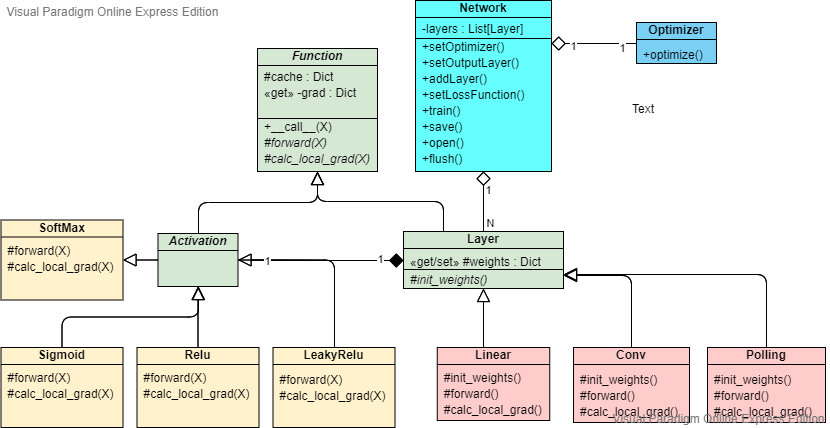 Visual Paradigm Online Express Edition
Network
-layers : List[Layer]
+setOptimizer()
+setOutputLayer()
+addLayer()
+setLossFunction()
+train()
+save()
+open()
+flush()
1
1
Optimizer
+optimize()
Text
Function
#cache : Dict
«get» -grad : Dict
+__call__(X)
#forward(X)
#calc_local_grad(X)
1
N
SoftMax
#forward(X)
#calc_local_grad(X)
Activation
1
1
Layer
«get/set» #weights : Dict
#init_weights()
Sigmoid
#forward(X)
#calc_local_grad(X)
Relu
#forward(X)
#calc_local_grad(X)
LeakyRelu
#forward(X)
#calc_local_grad(X)
Linear
#init_weights()
#forward()
#calc_local_grad()
Conv
#init_weights()
#forward()
#calc_local_grad()
Polling
#init_weights()
#forward()
#calc_local_grad()
Visual Paradigm Online Express Edition